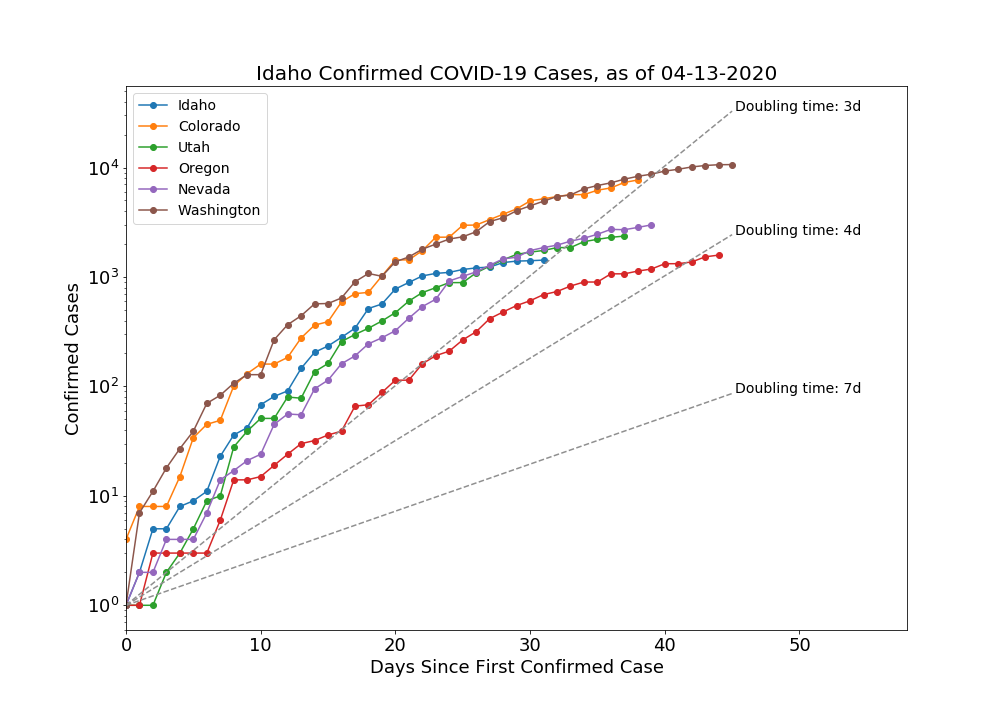 Idaho Confirmed COVID-19 Cases, as of 04-13-2020
Idaho
Colorado
Utah
Oregon
Nevada
Washington
Doubling time: 3d
Doubling time: 4d
Doubling time: 7d
Confirmed Cases
10⁴
10³
10²
10¹
10⁰
0 10 20 30 40 50
Days Since First Confirmed Case